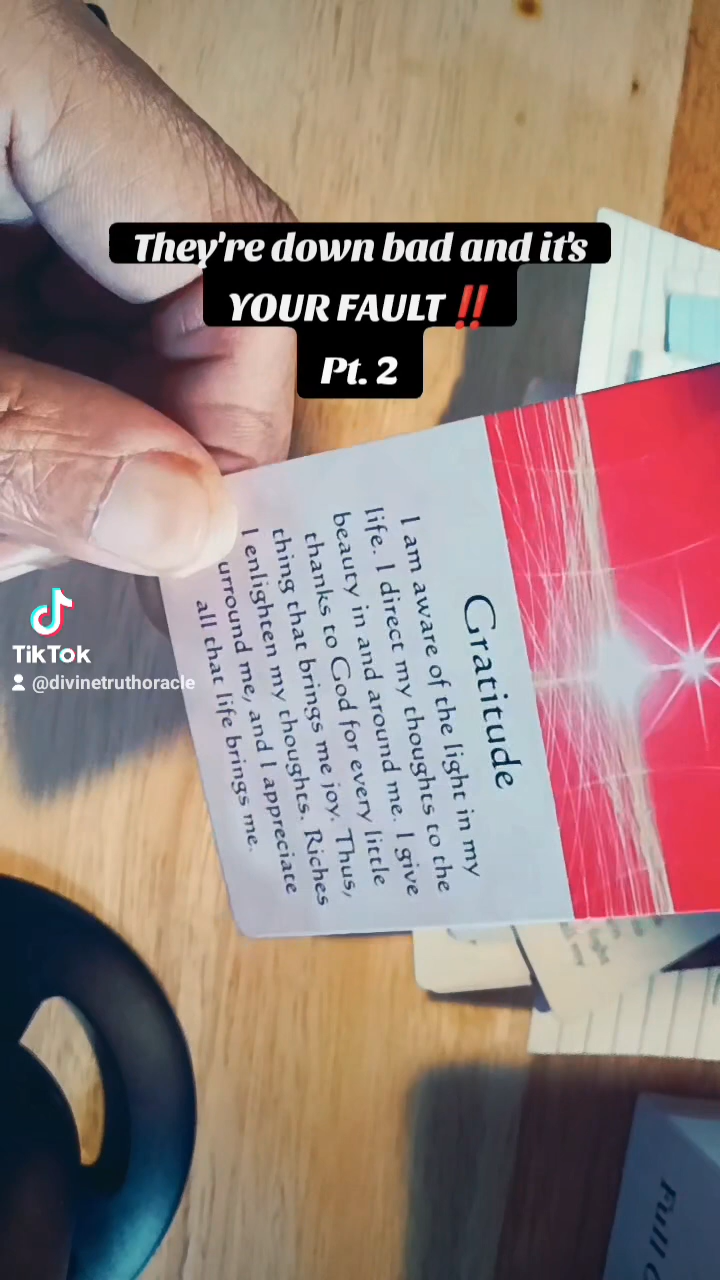 They're down bad and it's
YOUR FAULT ‼️
Pt. 2
Gratitude
I am aware of the light in my
life. I direct my thoughts to the
beauty in and around me. I give
thanks to God for every little
thing that brings me joy. Thus,
I enlighten my thoughts. Riches
urround me, and I appreciate
all that life brings me.
TikTok
@divinetruthoracle
Full